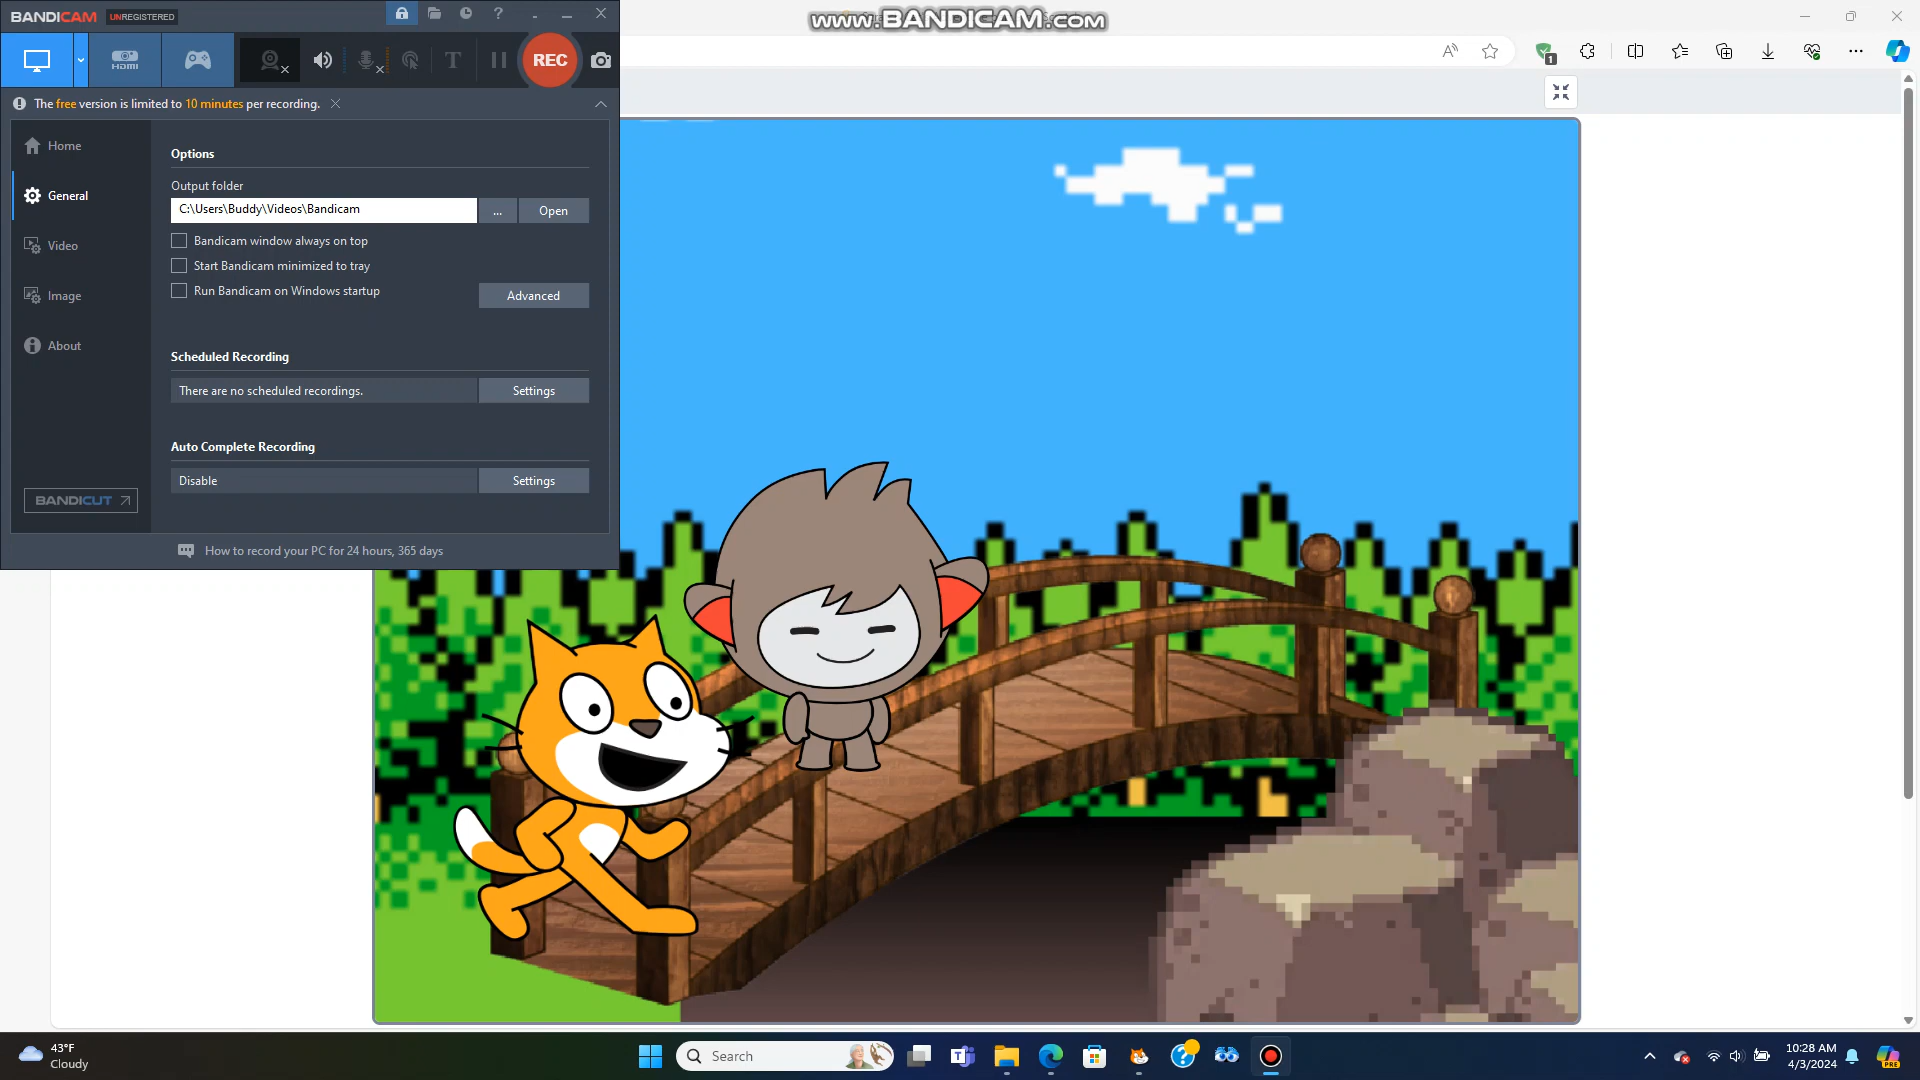 BANDICAM UNREGISTERED
www.BANDICAM.com
HDMI
REC
1
The free version is limited to 10 minutes per recording.
Home
General
Video
Image
About
BANDICUT
Options
Output folder
C:\Users\Buddy\Videos\Bandicam
...
Open
Bandicam window always on top
Start Bandicam minimized to tray
Run Bandicam on Windows startup
Advanced
Scheduled Recording
There are no scheduled recordings.
Settings
Auto Complete Recording
Disable
Settings
How to record your PC for 24 hours, 365 days
43°F
Cloudy
Search
10:28 AM
4/3/2024
PRE